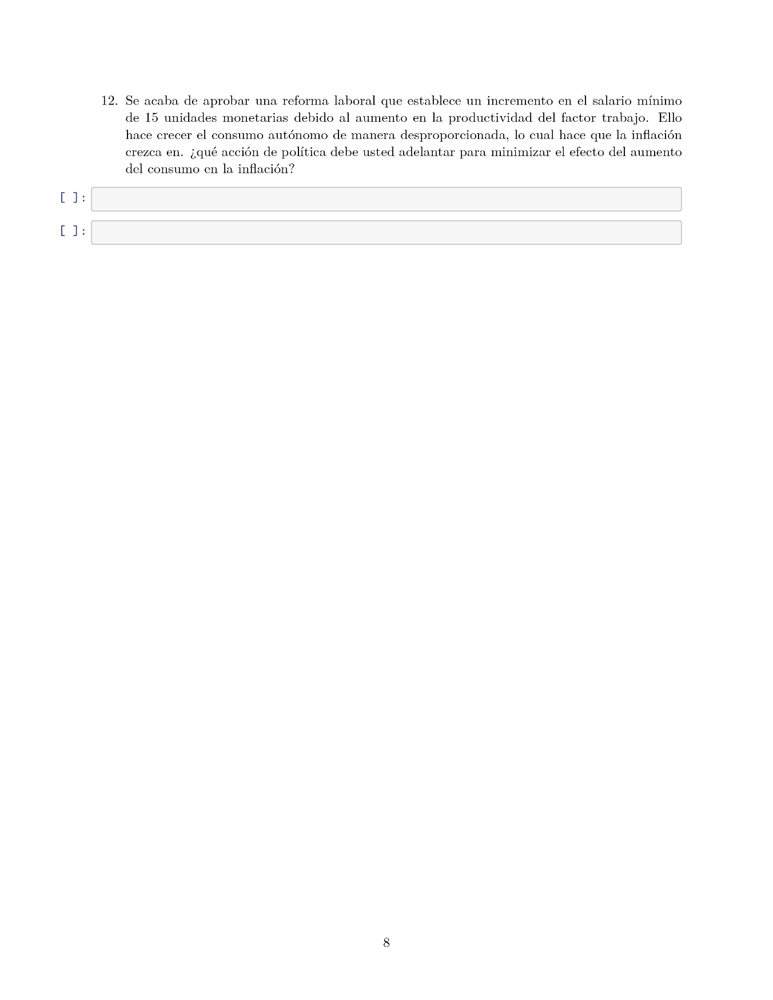 12. Se acaba de aprobar una reforma laboral que establece un incremento en el salario mínimo
de 15 unidades monetarias debido al aumento en la productividad del factor trabajo. Ello
hace crecer el consumo autónomo de manera desproporcionada, lo cual hace que la inflación
crezca en. ¿qué acción de política debe usted adelantar para minimizar el efecto del aumento
del consumo en la inflación?
[ ]:
[ ]:
8